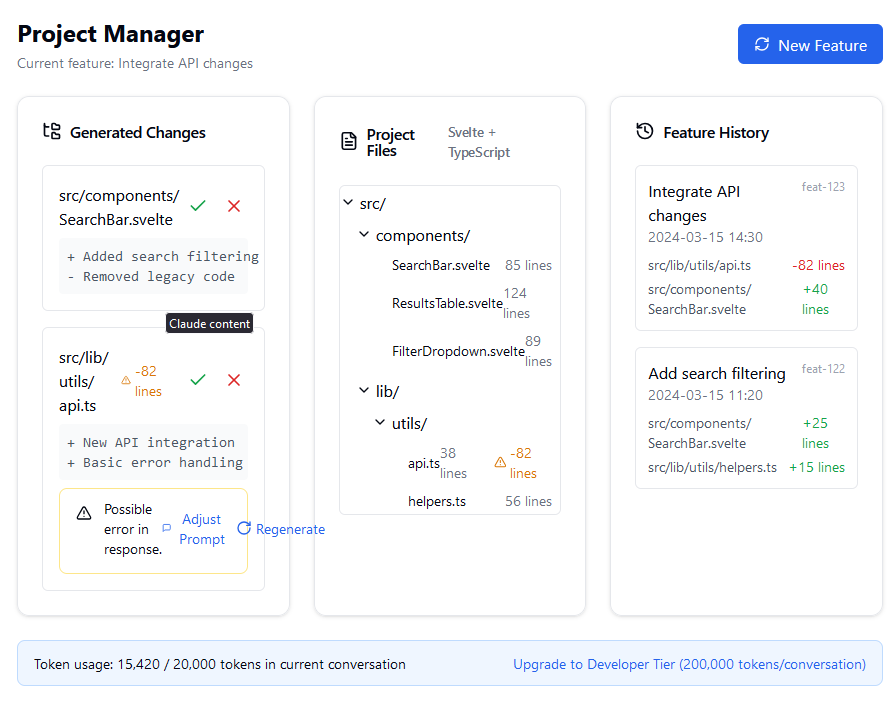 Project Manager
Current feature: Integrate API changes
New Feature
Generated Changes
src/components/
SearchBar.svelte
+ Added search filtering
- Removed legacy code
Claude content
src/lib/
utils/
api.ts
-82
lines
+ New API integration
+ Basic error handling
Possible
error in
response.
Adjust
Prompt
Regenerate
Project
Files
Svelte +
TypeScript
src/
components/
SearchBar.svelte 85 lines
ResultsTable.svelte 124
lines
FilterDropdown.svelte 89
lines
lib/
utils/
api.ts 38
lines
-82
lines
helpers.ts 56 lines
Feature History
Integrate API
changes
feat-123
2024-03-15 14:30
src/lib/utils/api.ts -82 lines
src/components/
SearchBar.svelte
+40
lines
Add search filtering feat-122
2024-03-15 11:20
src/components/
SearchBar.svelte
+25
lines
src/lib/utils/helpers.ts +15 lines
Token usage: 15,420 / 20,000 tokens in current conversation
Upgrade to Developer Tier (200,000 tokens/conversation)